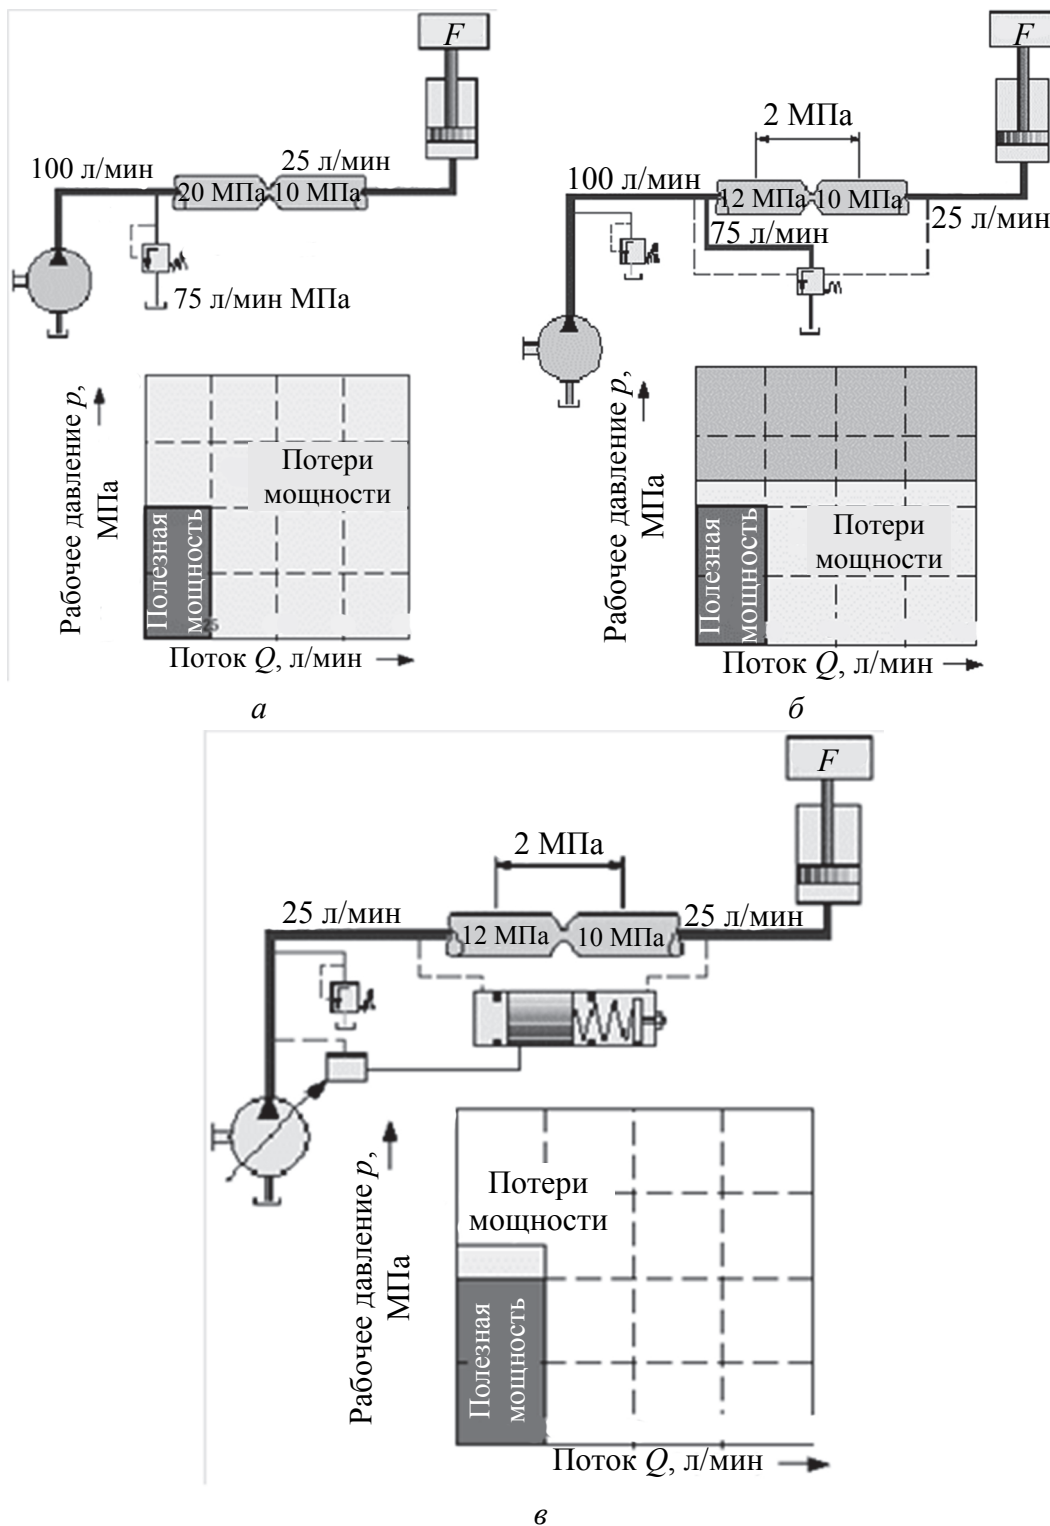 F
100 л/мин
25 л/мин
20 МПа
10 МПа
75 л/мин МПа
Рабочее давление p,
МПа
Потери
мощности
Полезная
мощность
25
Поток Q, л/мин
а
F
2 МПа
100 л/мин
12 МПа
10 МПа
75 л/мин
25 л/мин
Рабочее давление p,
МПа
Потери
мощности
Полезная
мощность
Поток Q, л/мин
б
F
2 МПа
25 л/мин
25 л/мин
12 МПа
10 МПа
Рабочее давление p,
МПа
Потери
мощности
Полезная
мощность
Поток Q, л/мин
в